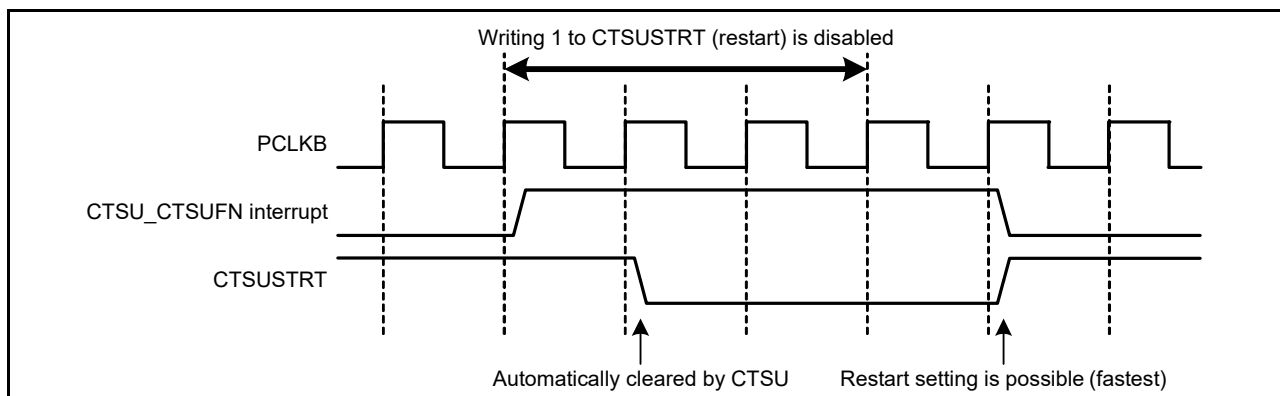 Writing 1 to CTSUSTRT (restart) is disabled
PCLKB
CTSU_CTSUFN interrupt
CTSUSTRT
Automatically cleared by CTSU
Restart setting is possible (fastest)